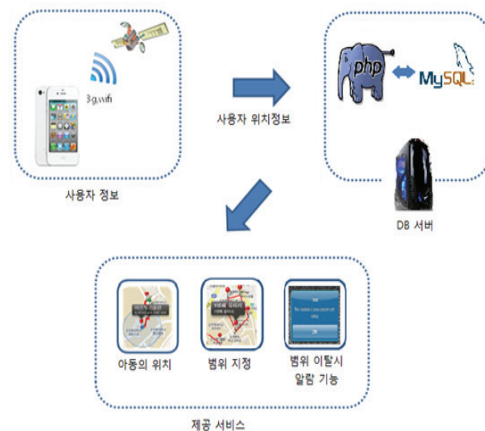 3g,wifi
사용자 정보
사용자 위치정보
php
MySQL
DB 서버
아동의 위치
범위 지정
범위 이탈시
알람 기능
제공 서비스